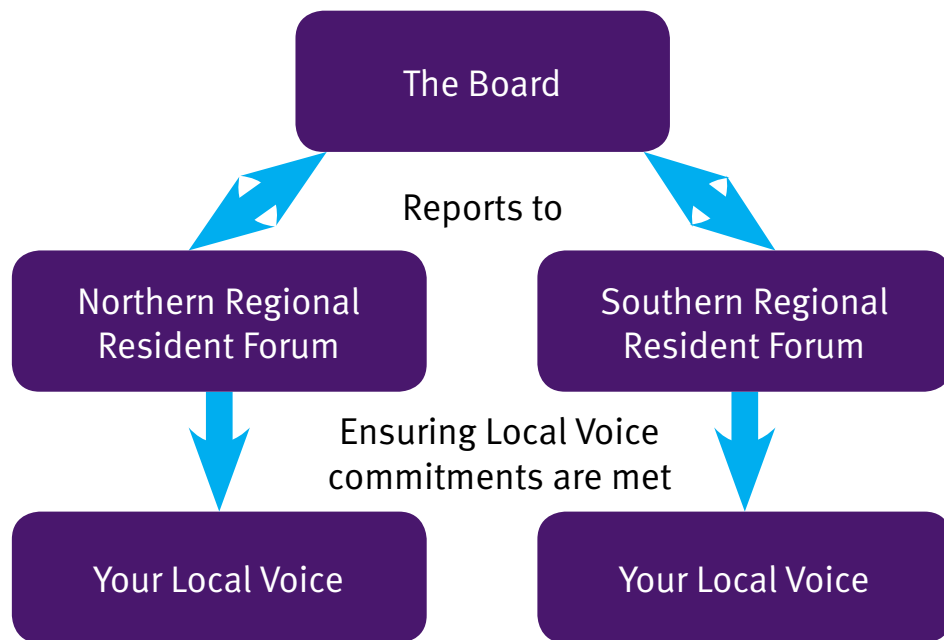 The Board
Reports to
Northern Regional
Resident Forum
Southern Regional
Resident Forum
Ensuring Local Voice
commitments are met
Your Local Voice
Your Local Voice